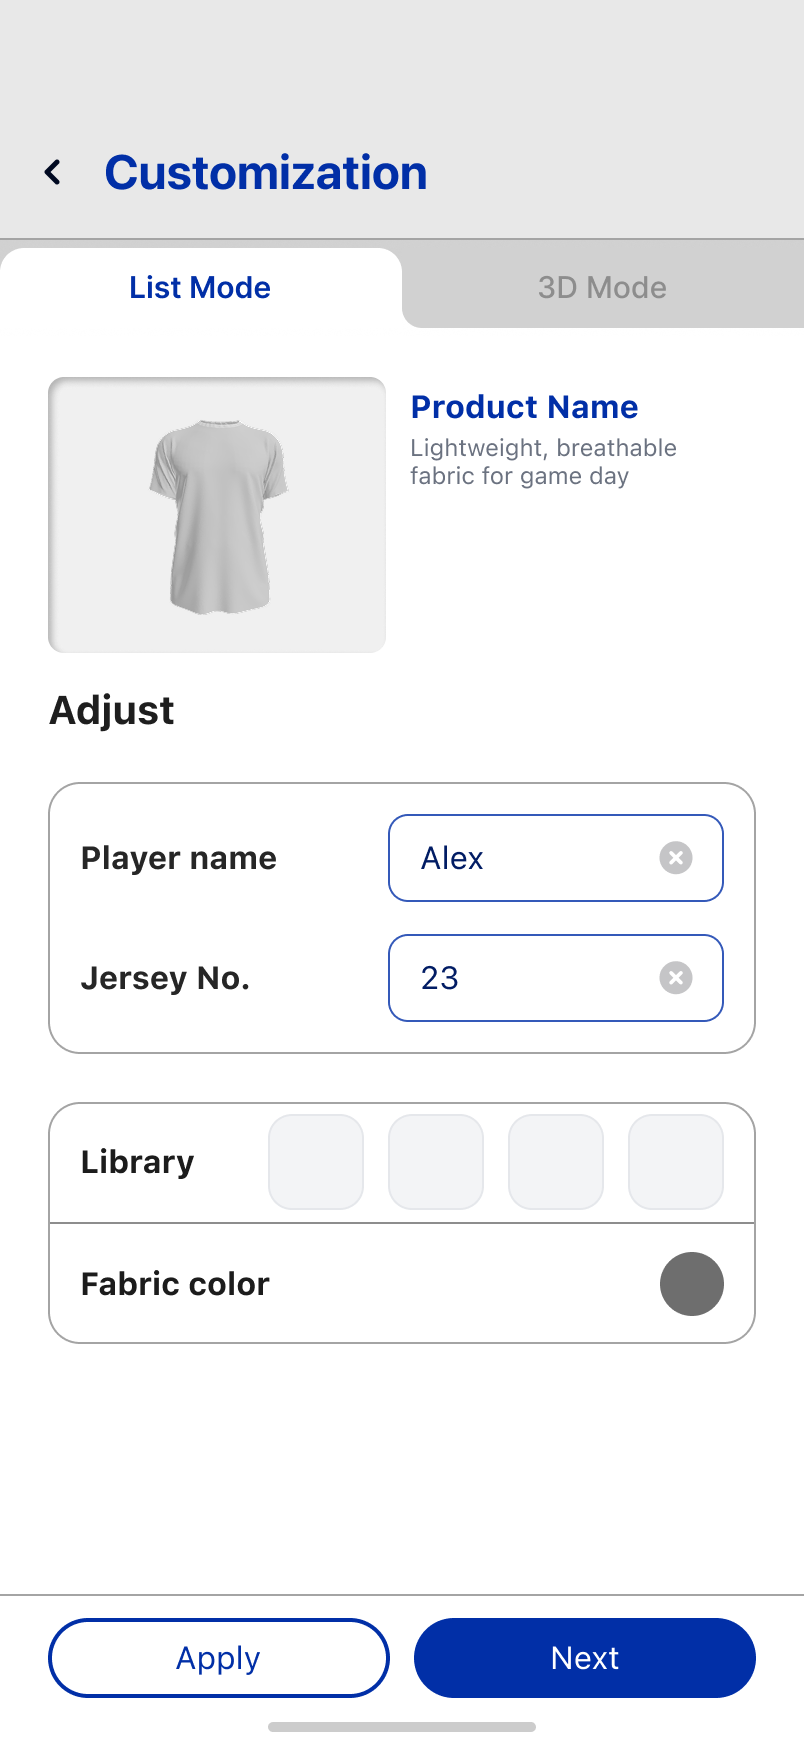 Customization
List Mode
3D Mode
Product Name
Lightweight, breathable
fabric for game day
Adjust
Player name
Alex
Jersey No.
23
Library
Fabric color
Apply
Next